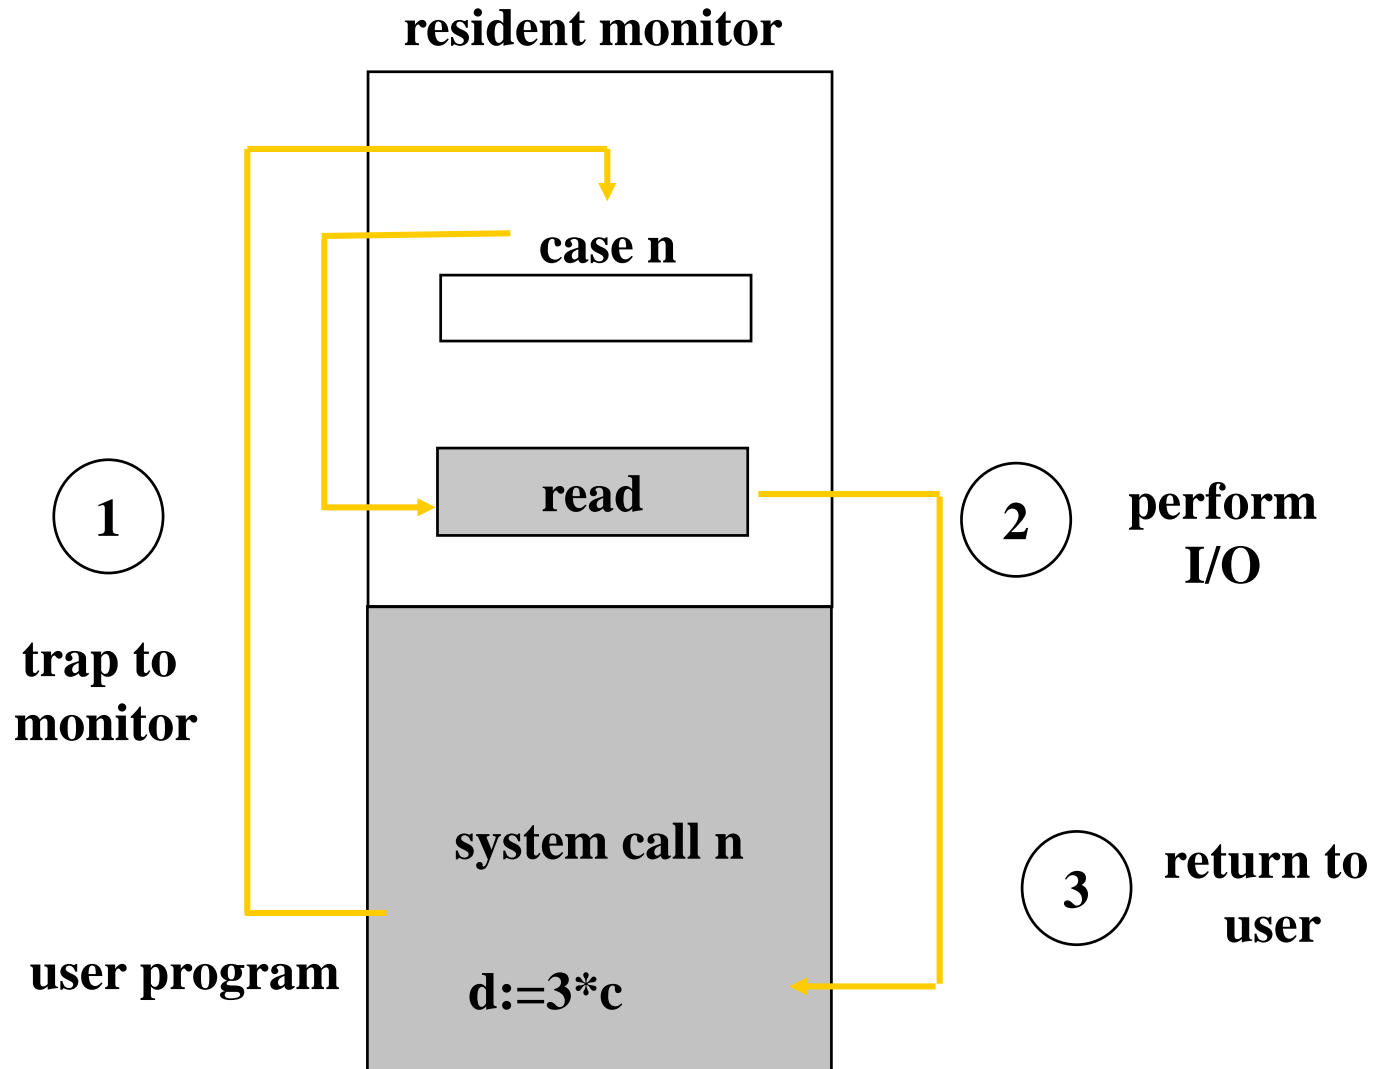 resident monitor
case n
read
1
trap to
monitor
2
perform
I/O
system call n
3
return to
user
user program
d:=3*c